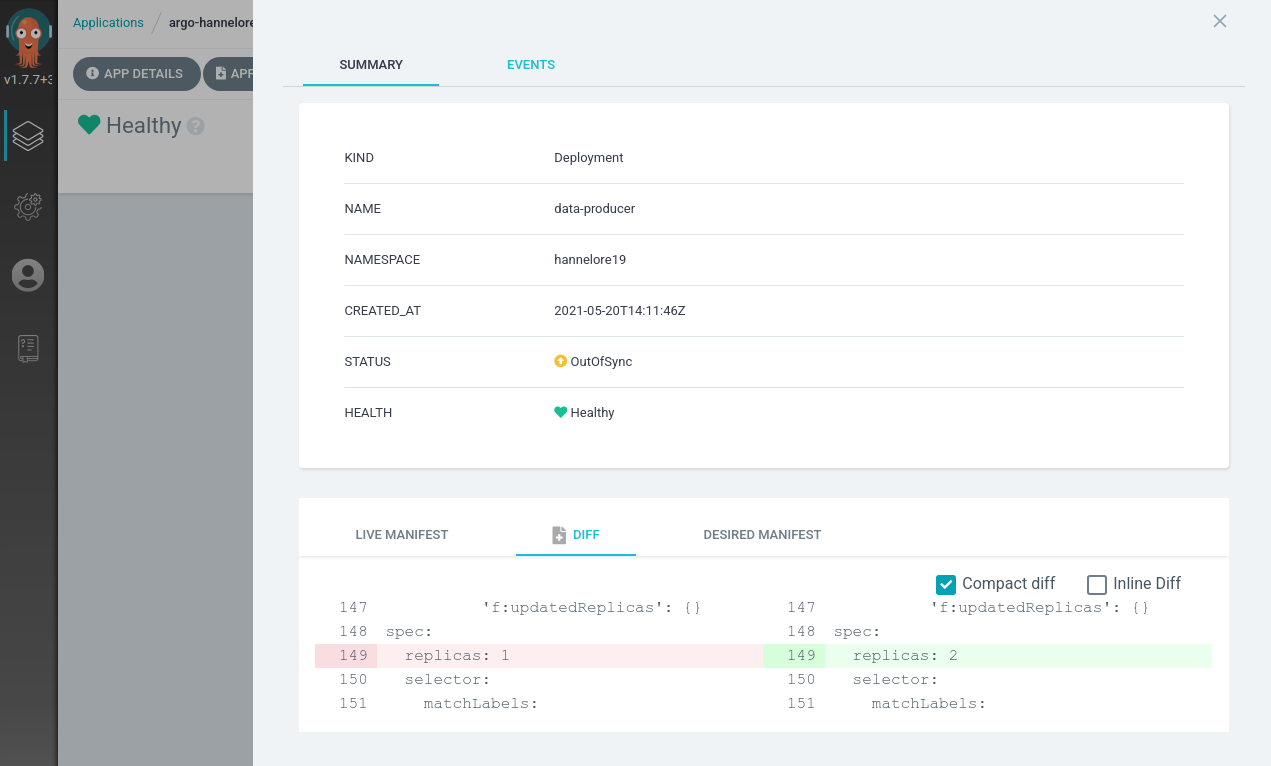 Applications / argo-hannelore
v1.7.7+3
APP DETAILS APP
Healthy
SUMMARY EVENTS
KIND Deployment
NAME data-producer
NAMESPACE hannelore19
CREATED_AT 2021-05-20T14:11:46Z
STATUS OutOfSync
HEALTH Healthy
LIVE MANIFEST DIFF DESIRED MANIFEST
Compact diff Inline Diff
147 'f:updatedReplicas': {} 147 'f:updatedReplicas': {}
148 spec: 148 spec:
149 replicas: 1 149 replicas: 2
150 selector: 150 selector:
151 matchLabels: 151 matchLabels: